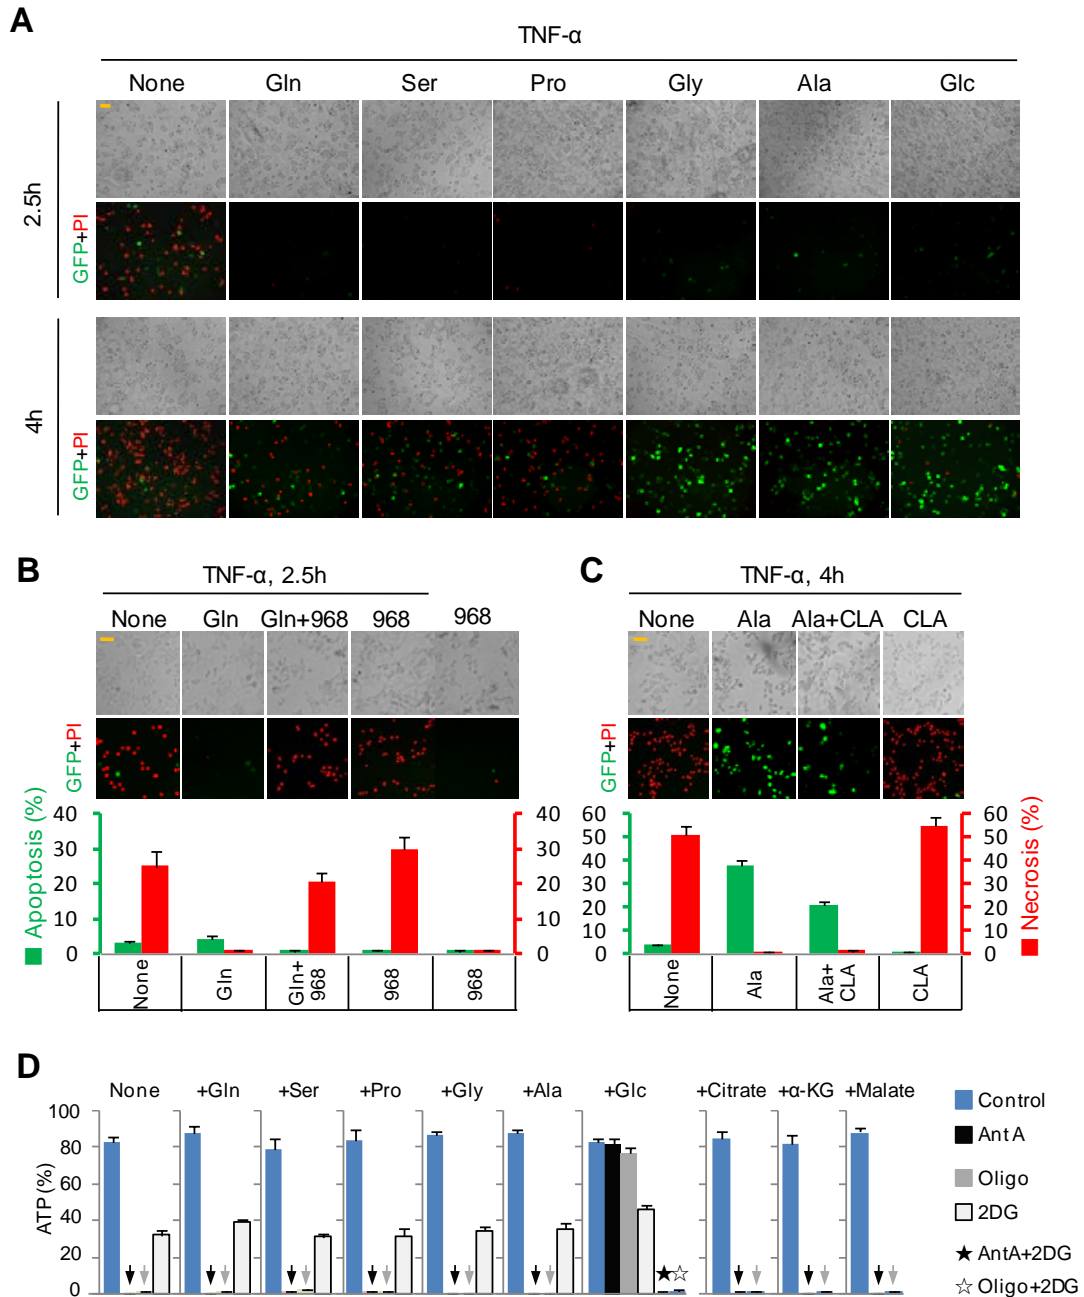 A
TNF-α
None Gln Ser Pro Gly Ala Glc
2.5h
GFP+PI
4h
GFP+PI
B
TNF-α, 2.5h
None Gln Gln+968 968 968
GFP+PI
Apoptosis (%)
40 40
30 30
20 20
10 10
0 0
None Gln Gln+ 968 968 968
C
TNF-α, 4h
None Ala Ala+CLA CLA
GFP+PI
60 60
50 50
40 40
30 30
20 20
10 10
0 0
Necrosis (%)
None Ala Ala+ CLA CLA
D
None +Gln +Ser +Pro +Gly +Ala +Glc +Citrate +α-KG +Malate
ATP (%)
100
80
60
40
20
0
Control
Ant A
Oligo
2DG
AntA+2DG
Oligo+2DG